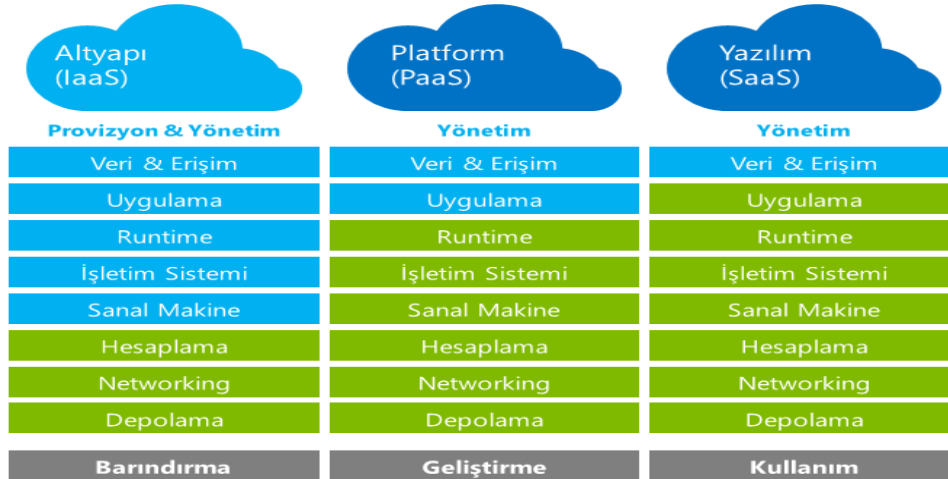 Altyapı
(IaaS)
Platform
(PaaS)
Yazılım
(SaaS)
Provizyon & Yönetim
Yönetim
Yönetim
Veri & Erişim
Veri & Erişim
Veri & Erişim
Uygulama
Uygulama
Uygulama
Runtime
Runtime
Runtime
İşletim Sistemi
İşletim Sistemi
İşletim Sistemi
Sanal Makine
Sanal Makine
Sanal Makine
Hesaplama
Hesaplama
Hesaplama
Networking
Networking
Networking
Depolama
Depolama
Depolama
Barındırma
Geliştirme
Kullanım